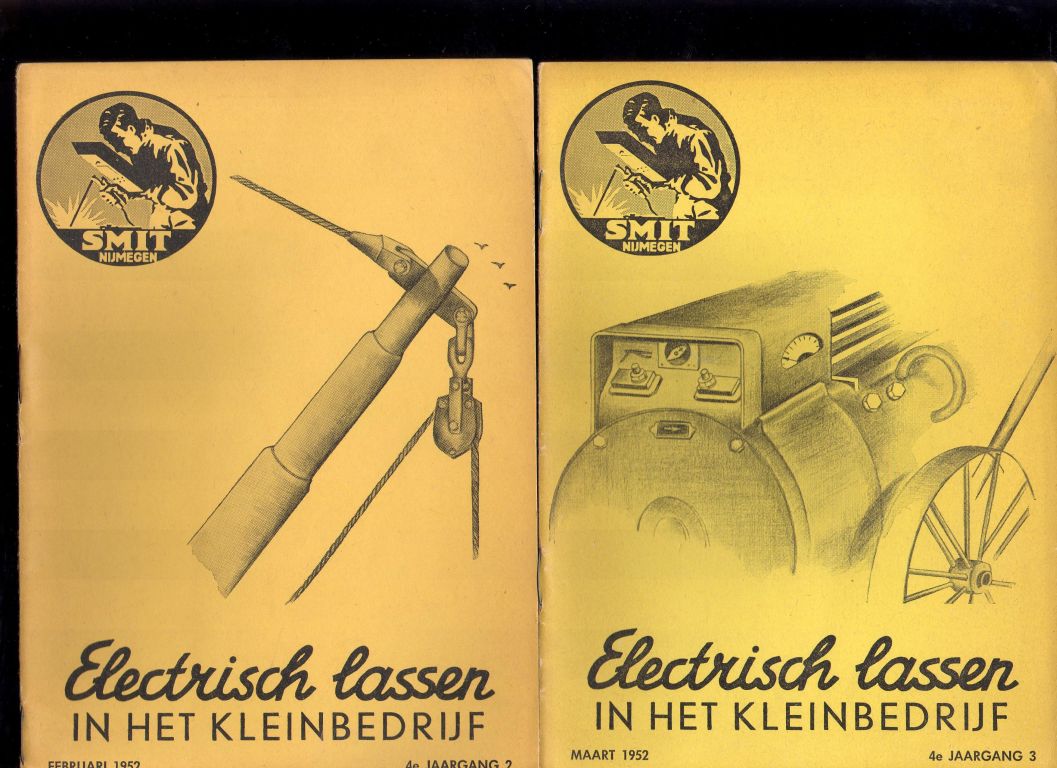 SMIT
NIJMEGEN
Electrisch lassen
IN HET KLEINBEDRIJF
FEBRUARI 1952
4e JAARGANG 2
SMIT
NIJMEGEN
Electrisch lassen
IN HET KLEINBEDRIJF
MAART 1952
4e JAARGANG 3